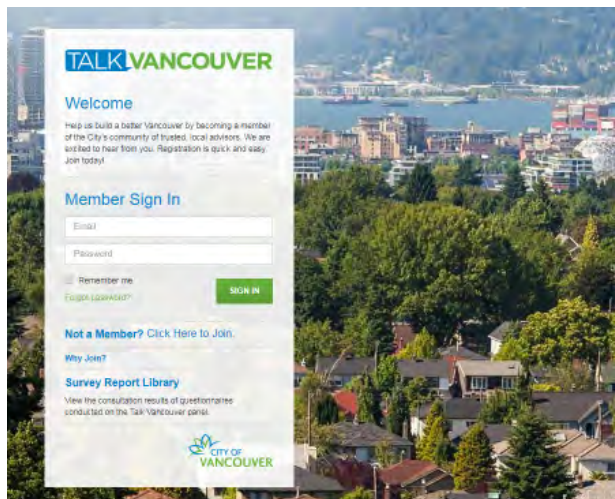 TALK VANCOUVER
Welcome
Help us build a better Vancouver by becoming a member
of the City's community of trusted, local advisors. We are
excited to hear from you. Registration is quick and easy.
Join today!
Member Sign In
Email
Password
Remember me
Forgot password?
SIGN IN
Not a Member? Click Here to Join.
Why Join?
Survey Report Library
View the consultation results of questionnaires
conducted on the Talk Vancouver panel.
CITY OF
VANCOUVER